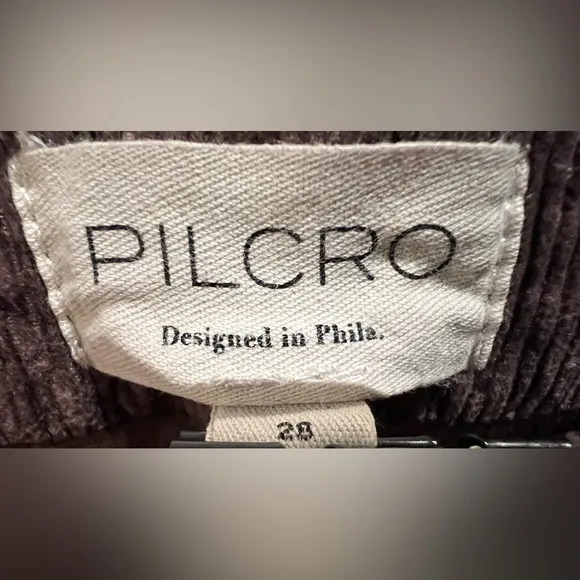 PILCRO
Designed in Phila.
28